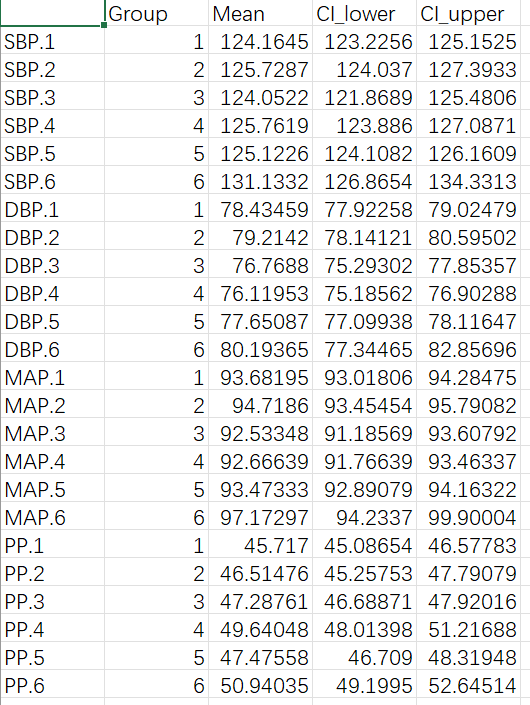 Group Mean CI_lower CI_upper
SBP.1 1 124.1645 123.2256 125.1525
SBP.2 2 125.7287 124.037 127.3933
SBP.3 3 124.0522 121.8689 125.4806
SBP.4 4 125.7619 123.886 127.0871
SBP.5 5 125.1226 124.1082 126.1609
SBP.6 6 131.1332 126.8654 134.3313
DBP.1 1 78.43459 77.92258 79.02479
DBP.2 2 79.2142 78.14121 80.59502
DBP.3 3 76.7688 75.29302 77.85357
DBP.4 4 76.11953 75.18562 76.90288
DBP.5 5 77.65087 77.09938 78.11647
DBP.6 6 80.19365 77.34465 82.85696
MAP.1 1 93.68195 93.01806 94.28475
MAP.2 2 94.7186 93.45454 95.79082
MAP.3 3 92.53348 91.18569 93.60792
MAP.4 4 92.66639 91.76639 93.46337
MAP.5 5 93.47333 92.89079 94.16322
MAP.6 6 97.17297 94.2337 99.90004
PP.1 1 45.717 45.08654 46.57783
PP.2 2 46.51476 45.25753 47.79079
PP.3 3 47.28761 46.68871 47.92016
PP.4 4 49.64048 48.01398 51.21688
PP.5 5 47.47558 46.709 48.31948
PP.6 6 50.94035 49.1995 52.64514